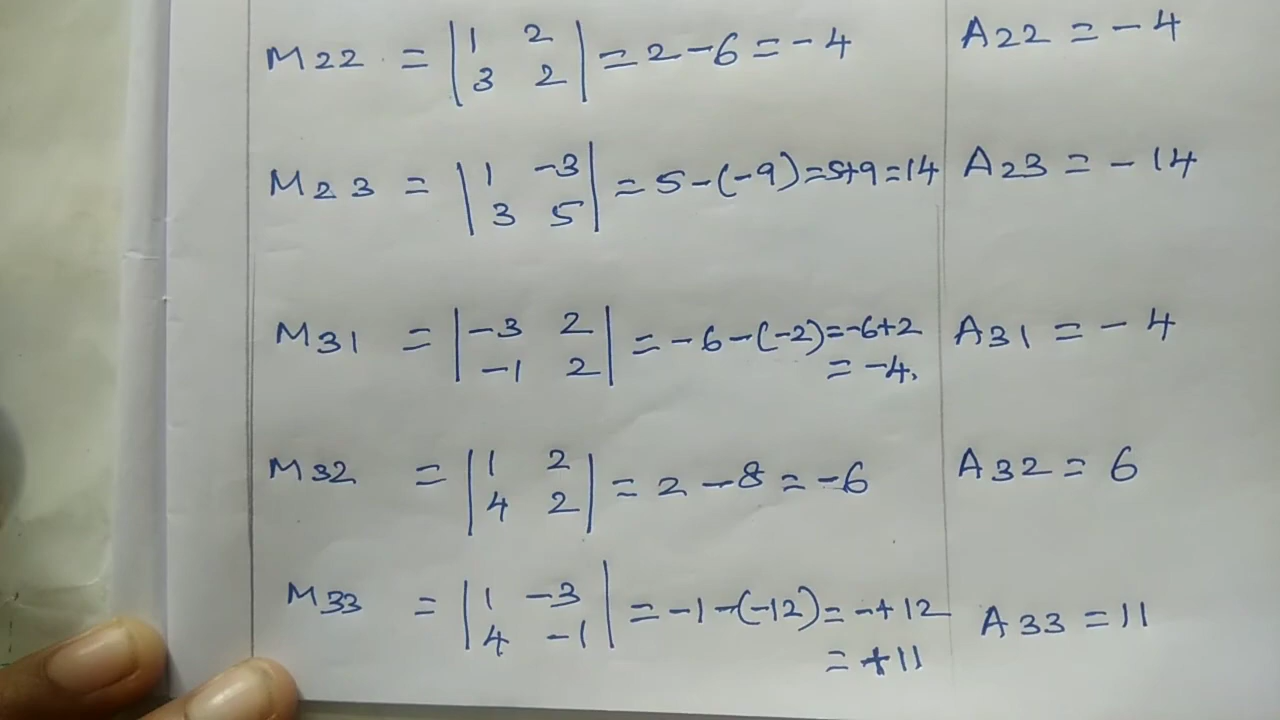 M22 = |1 2| = 2-6 = -4 A22 = -4
|3 2|
M23 = |1 -3| = 5-(-9)=5+9=14 A23 = -14
|3 5|
M31 = |-3 2| = -6-(-2)=-6+2 A31 = -4
|-1 2| = -4.
M32 = |1 2| = 2-8 = -6 A32 = 6
|4 2|
M33 = |1 -3| = -1-(-12)= -+12 A33 = 11
|4 -1| = +11